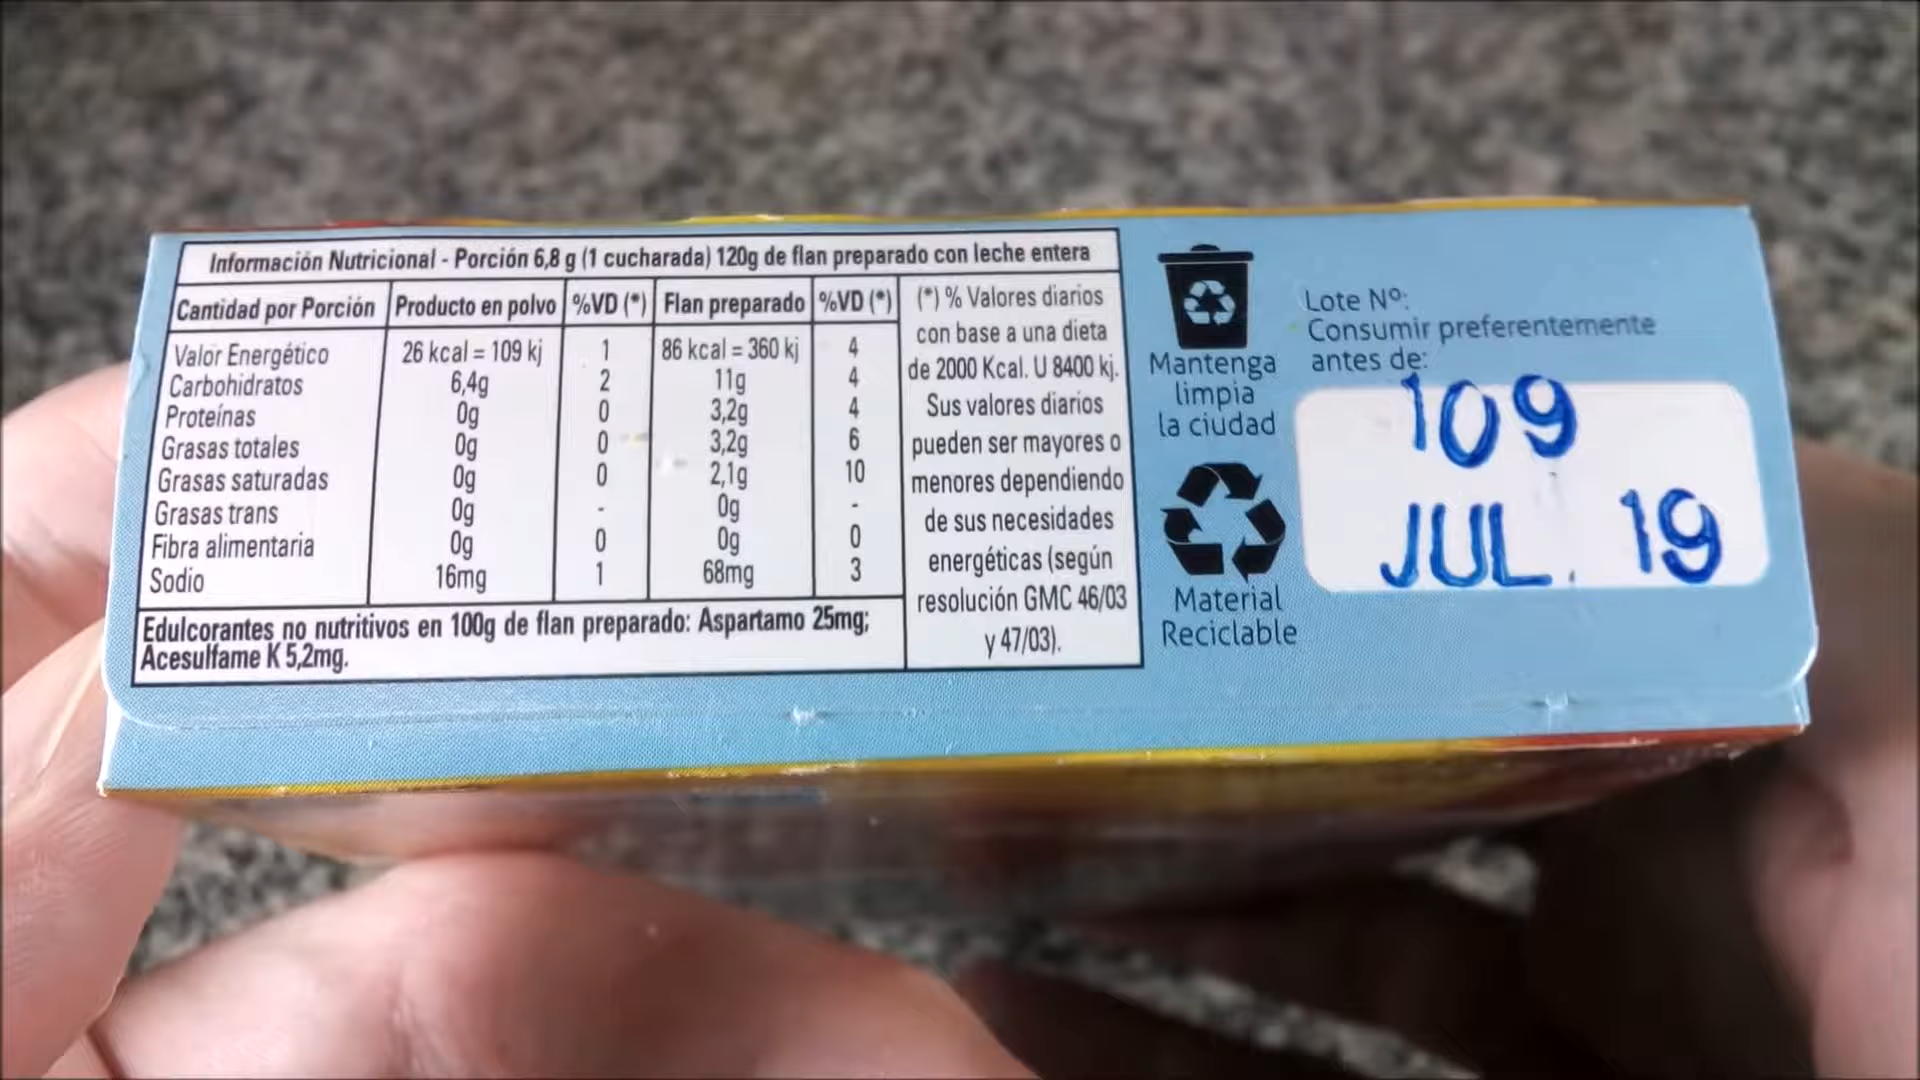 Información Nutricional - Porción 6,8 g (1 cucharada) 120g de flan preparado con leche entera
Cantidad por Porción Producto en polvo %VD (*) Flan preparado %VD (*)
Valor Energético 26 kcal = 109 kj 1 86 kcal = 360 kj 4
Carbohidratos 6,4g 2 11g 4
Proteínas 0g 0 3,2g 4
Grasas totales 0g 0 3,2g 6
Grasas saturadas 0g 0 2,1g 10
Grasas trans 0g - 0g -
Fibra alimentaria 0g 0 0g 0
Sodio 16mg 1 68mg 3
Edulcorantes no nutritivos en 100g de flan preparado: Aspartamo 25mg;
Acesulfame K 5,2mg.
(*) % Valores diarios
con base a una dieta
de 2000 Kcal. U 8400 kj.
Sus valores diarios
pueden ser mayores o
menores dependiendo
de sus necesidades
energéticas (según
resolución GMC 46/03
y 47/03).
Mantenga
limpia
la ciudad
Material
Reciclable
Lote Nº:
Consumir preferentemente
antes de:
109
JUL. 19